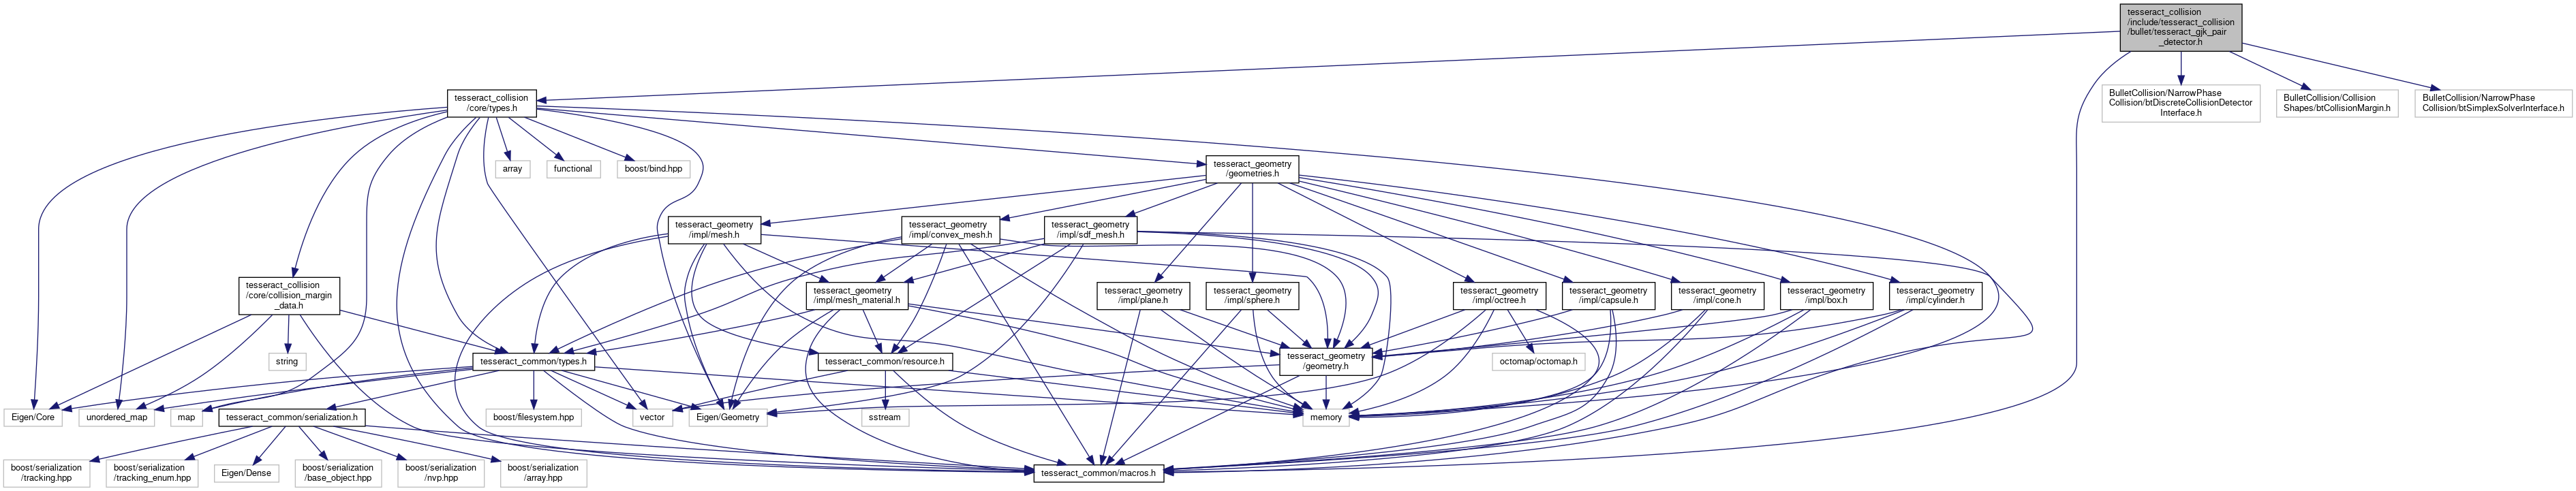 tesseract_collision
/include/tesseract_collision
/bullet/tesseract_gjk_pair
_detector.h
tesseract_collision
/core/types.h
BulletCollision/NarrowPhase
Collision/btDiscreteCollisionDetector
Interface.h
BulletCollision/Collision
Shapes/btCollisionMargin.h
BulletCollision/NarrowPhase
Collision/btSimplexSolverInterface.h
array
functional
boost/bind.hpp
tesseract_geometry
/geometries.h
tesseract_geometry
/impl/mesh.h
tesseract_geometry
/impl/convex_mesh.h
tesseract_geometry
/impl/sdf_mesh.h
tesseract_collision
/core/collision_margin
_data.h
tesseract_geometry
/impl/mesh_material.h
tesseract_geometry
/impl/plane.h
tesseract_geometry
/impl/sphere.h
tesseract_geometry
/impl/octree.h
tesseract_geometry
/impl/capsule.h
tesseract_geometry
/impl/cone.h
tesseract_geometry
/impl/box.h
tesseract_geometry
/impl/cylinder.h
string
tesseract_common/types.h
tesseract_common/resource.h
tesseract_geometry
/geometry.h
octomap/octomap.h
Eigen/Core
unordered_map
map
tesseract_common/serialization.h
boost/filesystem.hpp
vector
Eigen/Geometry
sstream
memory
boost/serialization
/tracking.hpp
boost/serialization
/tracking_enum.hpp
Eigen/Dense
boost/serialization
/base_object.hpp
boost/serialization
/nvp.hpp
boost/serialization
/array.hpp
tesseract_common/macros.h